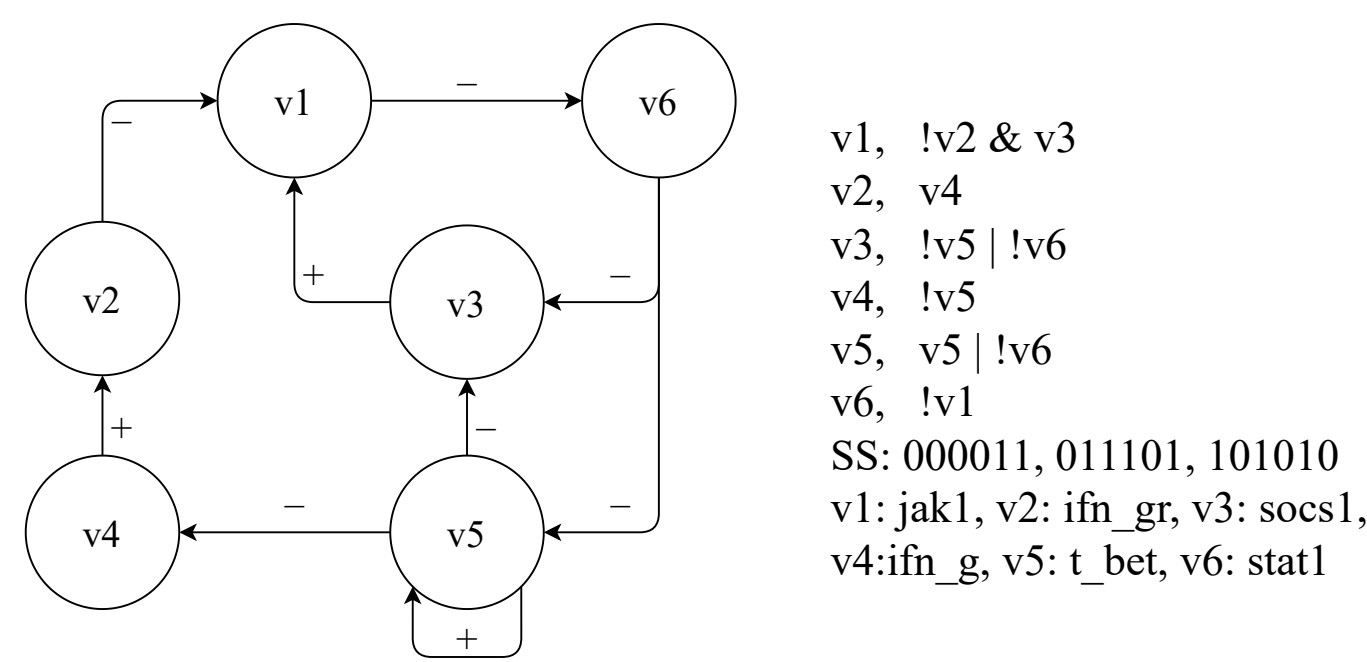 v1
−
v6
−
v2
+
v3
−
+
−
v4
−
v5
−
+
v1, !v2 & v3
v2, v4
v3, !v5 | !v6
v4, !v5
v5, v5 | !v6
v6, !v1
SS: 000011, 011101, 101010
v1: jak1, v2: ifn_gr, v3: socs1,
v4:ifn_g, v5: t_bet, v6: stat1